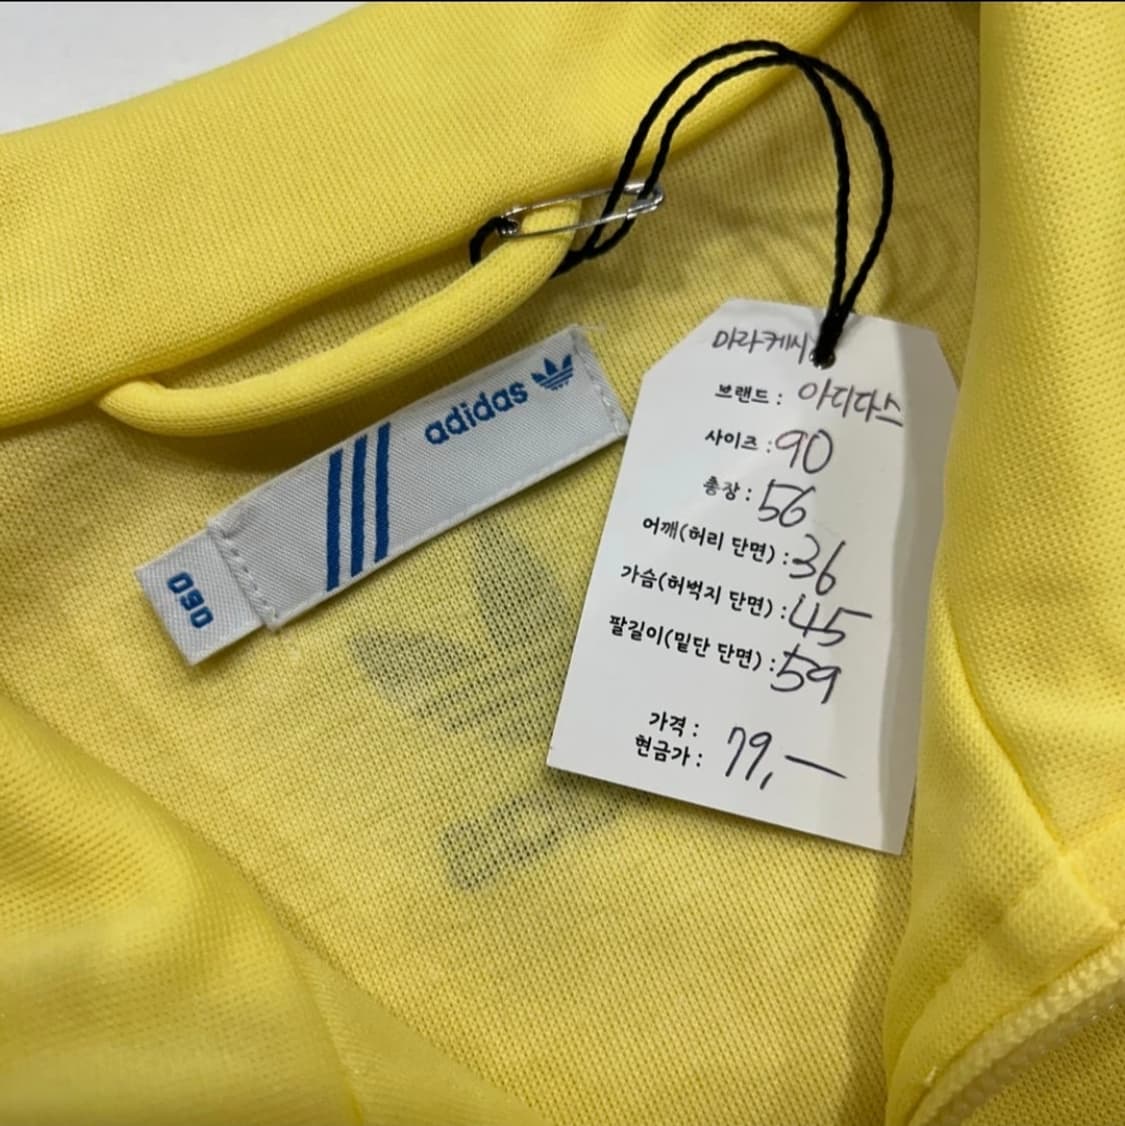 adidas
090
마라케시
브랜드 : 아디다스
사이즈 : 90
총장 : 56
어깨(허리 단면) : 36
가슴(허벅지 단면) : 45
팔길이(밑단 단면) : 59
가격 :
현금가 : 79,—